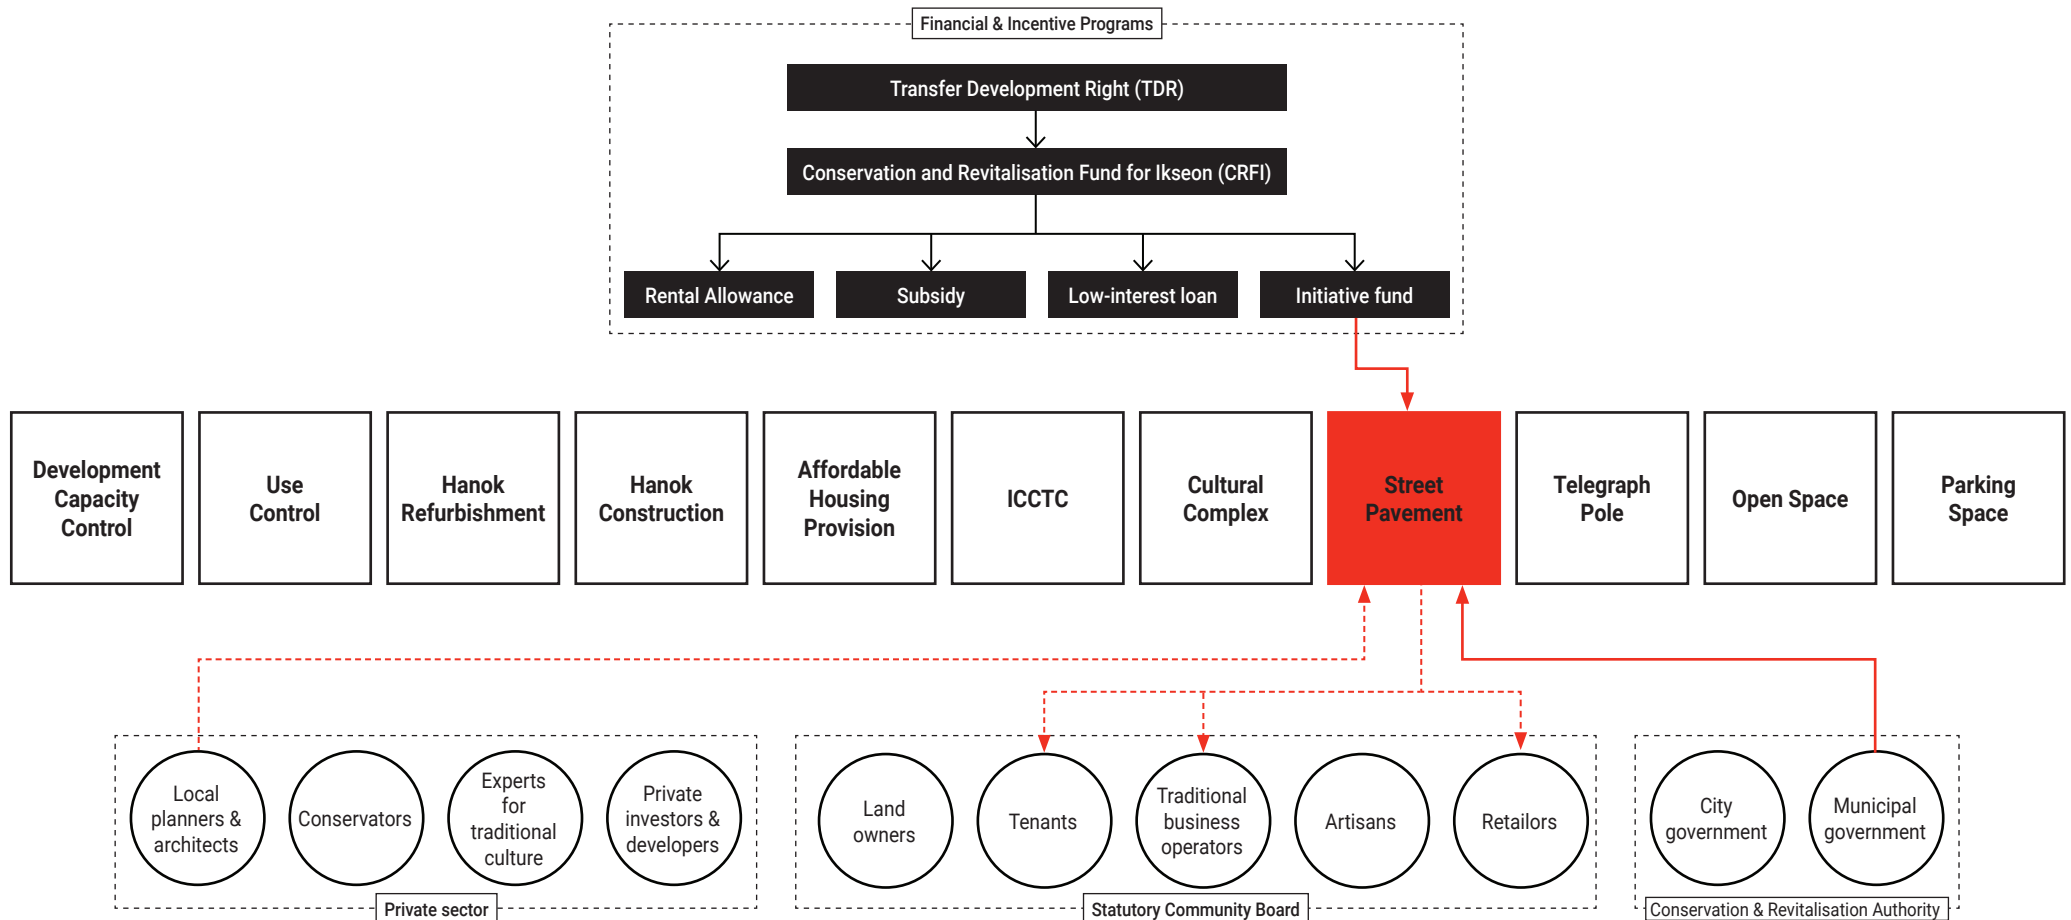 Financial & Incentive Programs
Transfer Development Right (TDR)
Conservation and Revitalisation Fund for Ikseon (CRFI)
Rental Allowance
Subsidy
Low-interest loan
Initiative fund
Development
Capacity
Control
Use
Control
Hanok
Refurbishment
Hanok
Construction
Affordable
Housing
Provision
ICCTC
Cultural
Complex
Street
Pavement
Telegraph
Pole
Open Space
Parking
Space
Local
planners &
architects
Conservators
Experts
for
traditional
culture
Private
investors &
developers
Private sector
Land
owners
Tenants
Traditional
business
operators
Artisans
Retailors
Statutory Community Board
City
government
Municipal
government
Conservation & Revitalisation Authority